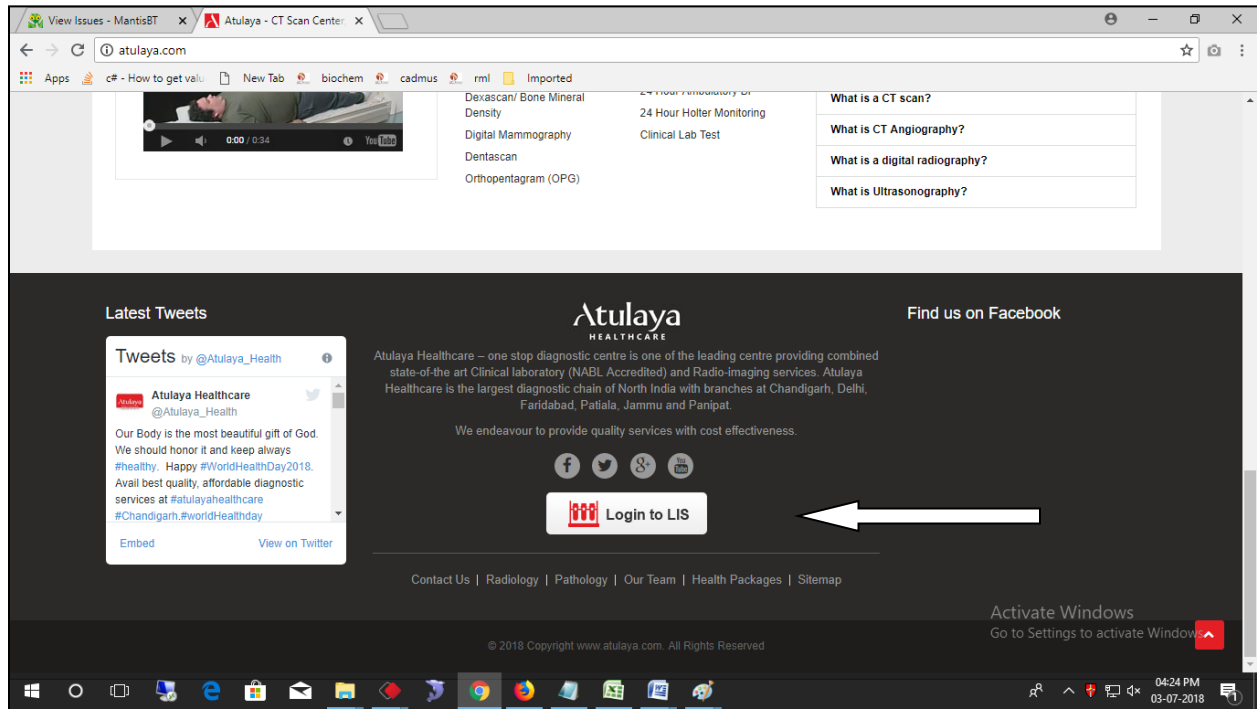 View Issues - MantisBT
Atulaya - CT Scan Center,
atulaya.com
Apps
c# - How to get valu
New Tab
biochem
cadmus
rml
Imported
0:00 / 0:34
You Tube
Dexascan/ Bone Mineral
Density
Digital Mammography
Dentascan
Orthopentagram (OPG)
24 Hour Ambulatory BP
24 Hour Holter Monitoring
Clinical Lab Test
What is a CT scan?
What is CT Angiography?
What is a digital radiography?
What is Ultrasonography?
Latest Tweets
Tweets by @Atulaya_Health
Atulaya
Atulaya Healthcare
@Atulaya_Health
Our Body is the most beautiful gift of God.
We should honor it and keep always
#healthy. Happy #WorldHealthDay2018.
Avail best quality, affordable diagnostic
services at #atulayahealthcare
#Chandigarh.#worldHealthday
Embed
View on Twitter
Atulaya
HEALTHCARE
Atulaya Healthcare – one stop diagnostic centre is one of the leading centre providing combined
state-of-the art Clinical laboratory (NABL Accredited) and Radio-imaging services. Atulaya
Healthcare is the largest diagnostic chain of North India with branches at Chandigarh, Delhi,
Faridabad, Patiala, Jammu and Panipat.
We endeavour to provide quality services with cost effectiveness.
You Tube
Login to LIS
Contact Us | Radiology | Pathology | Our Team | Health Packages | Sitemap
Find us on Facebook
© 2018 Copyright www.atulaya.com. All Rights Reserved
Activate Windows
Go to Settings to activate Windows.
04:24 PM
03-07-2018